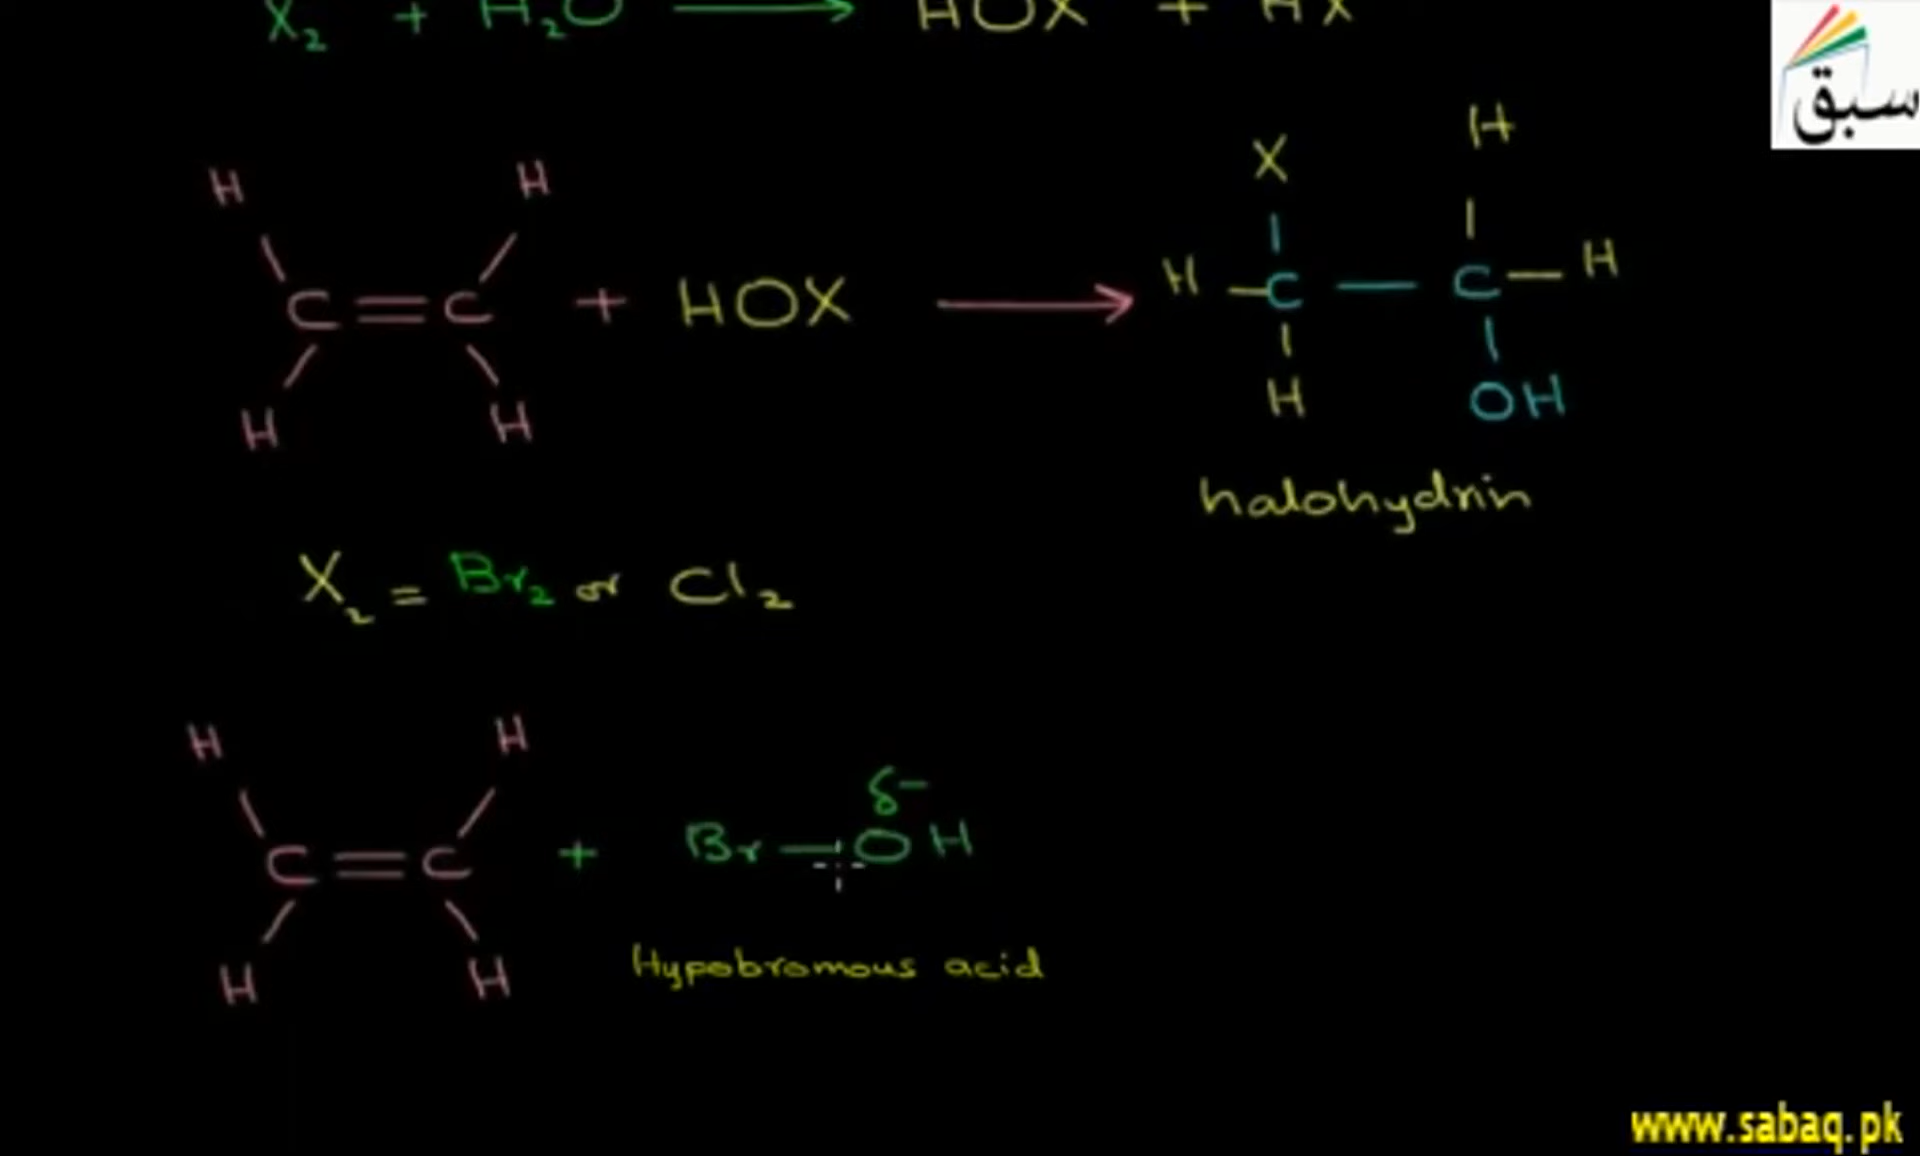 X₂ + H₂O → HOX + HX
سبق
H H X H
C = C + HOX → H – C – C – H
H H H OH
halohydrin
X₂ = Br₂ or Cl₂
H H δ–
C = C + Br – OH
H H
Hypobromous acid
www.sabaq.pk